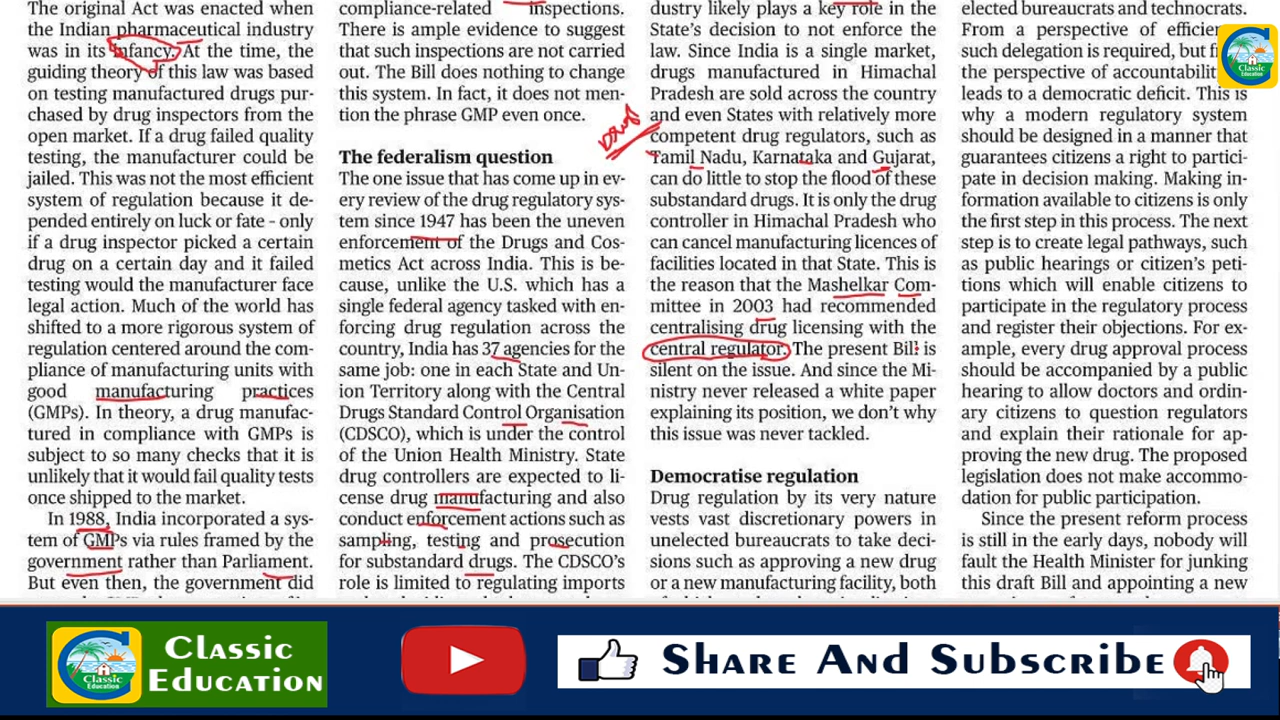 The original Act was enacted when
the Indian pharmaceutical industry
was in its infancy. At the time, the
guiding theory of this law was based
on testing manufactured drugs pur-
chased by drug inspectors from the
open market. If a drug failed quality
testing, the manufacturer could be
jailed. This was not the most efficient
system of regulation because it de-
pended entirely on luck or fate – only
if a drug inspector picked a certain
drug on a certain day and it failed
testing would the manufacturer face
legal action. Much of the world has
shifted to a more rigorous system of
regulation centered around the com-
pliance of manufacturing units with
good manufacturing practices
(GMPs). In theory, a drug manufac-
tured in compliance with GMPs is
subject to so many checks that it is
unlikely that it would fail quality tests
once shipped to the market.
In 1988, India incorporated a sys-
tem of GMPs via rules framed by the
government rather than Parliament.
But even then, the government did
compliance-related inspections.
There is ample evidence to suggest
that such inspections are not carried
out. The Bill does nothing to change
this system. In fact, it does not men-
tion the phrase GMP even once.
The federalism question
The one issue that has come up in ev-
ery review of the drug regulatory sys-
tem since 1947 has been the uneven
enforcement of the Drugs and Cos-
metics Act across India. This is be-
cause, unlike the U.S. which has a
single federal agency tasked with en-
forcing drug regulation across the
country, India has 37 agencies for the
same job: one in each State and Un-
ion Territory along with the Central
Drugs Standard Control Organisation
(CDSCO), which is under the control
of the Union Health Ministry. State
drug controllers are expected to li-
cense drug manufacturing and also
conduct enforcement actions such as
sampling, testing and prosecution
for substandard drugs. The CDSCO's
role is limited to regulating imports
Drugs
dustry likely plays a key role in the
State's decision to not enforce the
law. Since India is a single market,
drugs manufactured in Himachal
Pradesh are sold across the country
and even States with relatively more
competent drug regulators, such as
Tamil Nadu, Karnataka and Gujarat,
can do little to stop the flood of these
substandard drugs. It is only the drug
controller in Himachal Pradesh who
can cancel manufacturing licences of
facilities located in that State. This is
the reason that the Mashelkar Com-
mittee in 2003 had recommended
centralising drug licensing with the
central regulator. The present Bill is
silent on the issue. And since the Mi-
nistry never released a white paper
explaining its position, we don't why
this issue was never tackled.
Democratise regulation
Drug regulation by its very nature
vests vast discretionary powers in
unelected bureaucrats to take deci-
sions such as approving a new drug
or a new manufacturing facility, both
elected bureaucrats and technocrats.
From a perspective of
such delegation is required, but
the perspective of
leads to a democratic deficit. This is
why a modern regulatory system
should be designed in a manner that
guarantees citizens a right to partici-
pate in decision making. Making in-
formation available to citizens is only
the first step in this process. The next
step is to create legal pathways, such
as public hearings or citizen's peti-
tions which will enable citizens to
participate in the regulatory process
and register their objections. For ex-
ample, every drug approval process
should be accompanied by a public
hearing to allow doctors and ordin-
ary citizens to question regulators
and explain their rationale for ap-
proving the new drug. The proposed
legislation does not make accommo-
dation for public participation.
Since the present reform process
is still in the early days, nobody will
fault the Health Minister for junking
this draft Bill and appointing a new
Classic
Education
Classic
Education
Classic
Education
Share And Subscribe